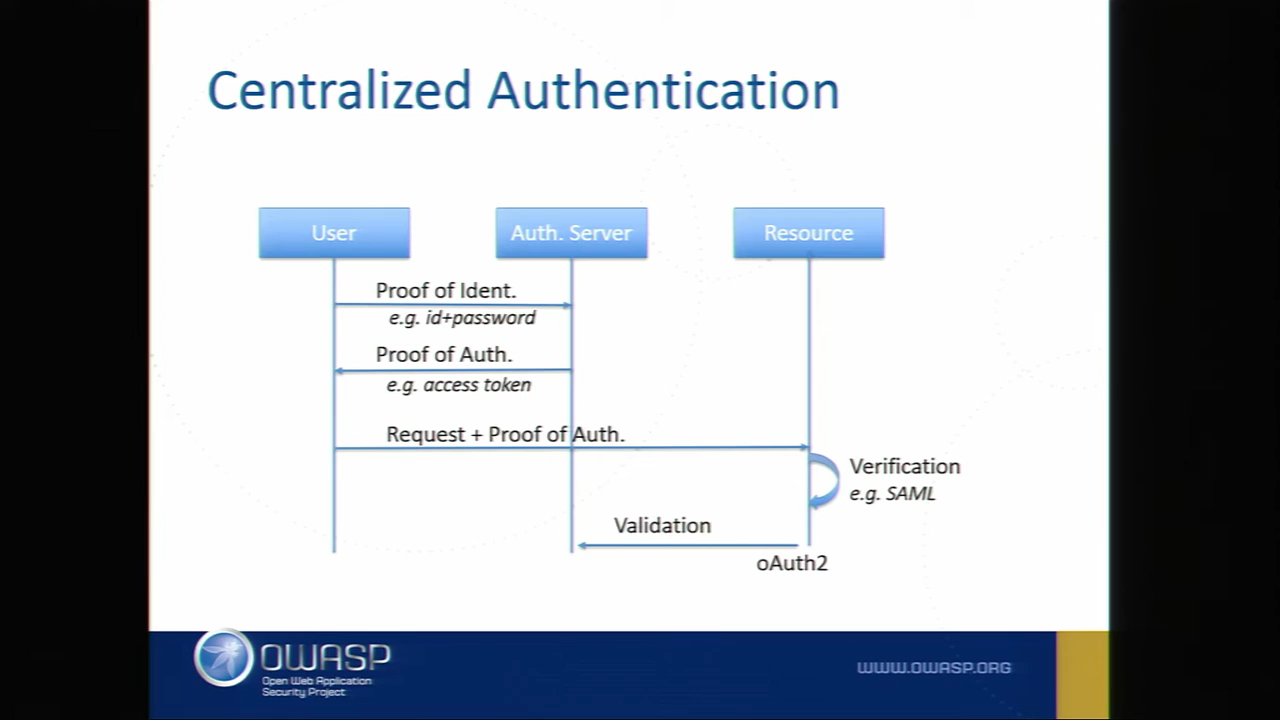 Centralized Authentication
User
Auth. Server
Resource
Proof of Ident.
e.g. id+password
Proof of Auth.
e.g. access token
Request + Proof of Auth.
Verification
e.g. SAML
Validation
oAuth2
OWASP
Open Web Application
Security Project
WWW.OWASP.ORG